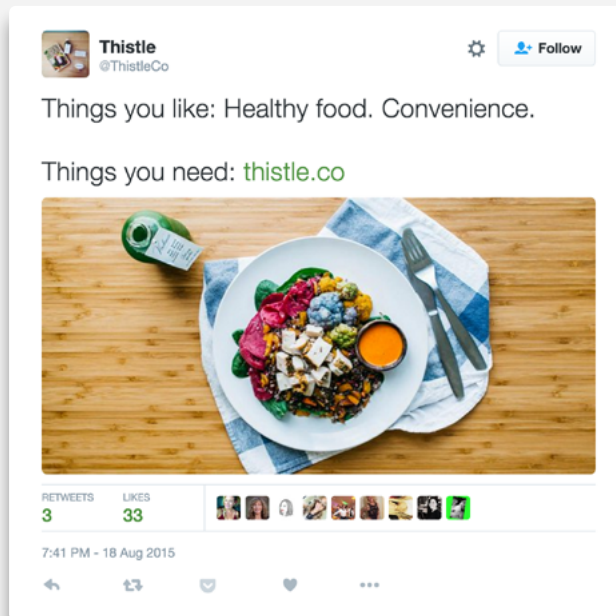 Thistle
@ThistleCo
Follow
Things you like: Healthy food. Convenience.
Things you need: thistle.co
RETWEETS LIKES
3 33
7:41 PM - 18 Aug 2015